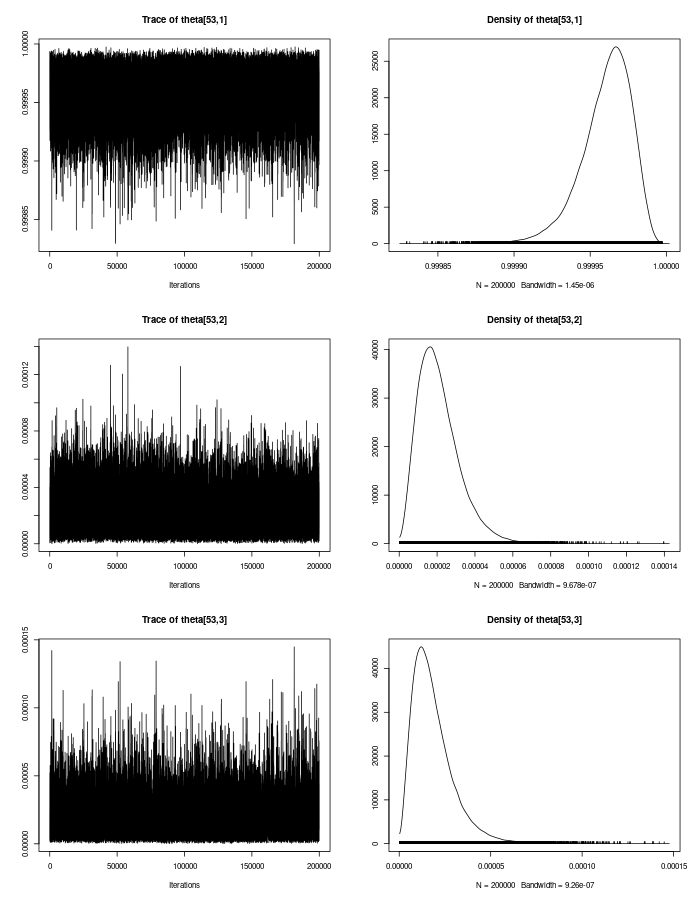 Trace of theta[53,1]
Density of theta[53,1]
1.00000
0.99995
0.99990
0.99985
0 50000 100000 150000 200000
Iterations
25000
20000
15000
10000
5000
0
0.99985 0.99990 0.99995 1.00000
N = 200000 Bandwidth = 1.45e-06
Trace of theta[53,2]
Density of theta[53,2]
0.00012
0.00008
0.00004
0.00000
0 50000 100000 150000 200000
Iterations
40000
30000
20000
10000
0
0.00000 0.00002 0.00004 0.00006 0.00008 0.00010 0.00012 0.00014
N = 200000 Bandwidth = 9.678e-07
Trace of theta[53,3]
Density of theta[53,3]
0.00015
0.00010
0.00005
0.00000
0 50000 100000 150000 200000
Iterations
40000
30000
20000
10000
0
0.00000 0.00005 0.00010 0.00015
N = 200000 Bandwidth = 9.26e-07